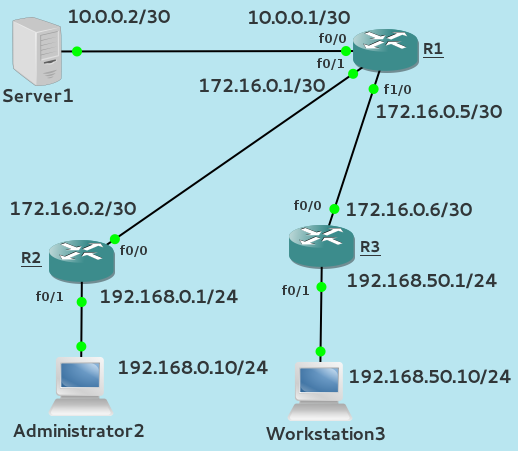 10.0.0.2/30
10.0.0.1/30
f0/0
R1
f0/1
Server1
172.16.0.1/30
f1/0
172.16.0.5/30
172.16.0.2/30
f0/0
172.16.0.6/30
R2
f0/0
R3
f0/1
192.168.0.1/24
f0/1
192.168.50.1/24
192.168.0.10/24
192.168.50.10/24
Administrator2
Workstation3